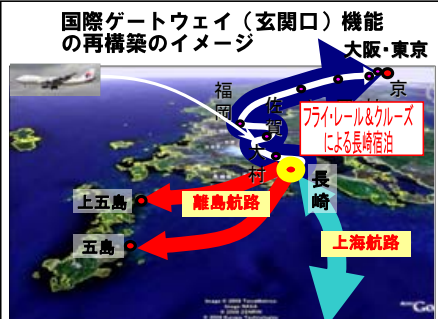 国際ゲートウェイ（玄関口）機能
の再構築のイメージ
大阪・東京
京
福岡
佐賀
フライ・レール＆クルーズ
による長崎宿泊
大村
長崎
上五島
離島航路
五島
上海航路